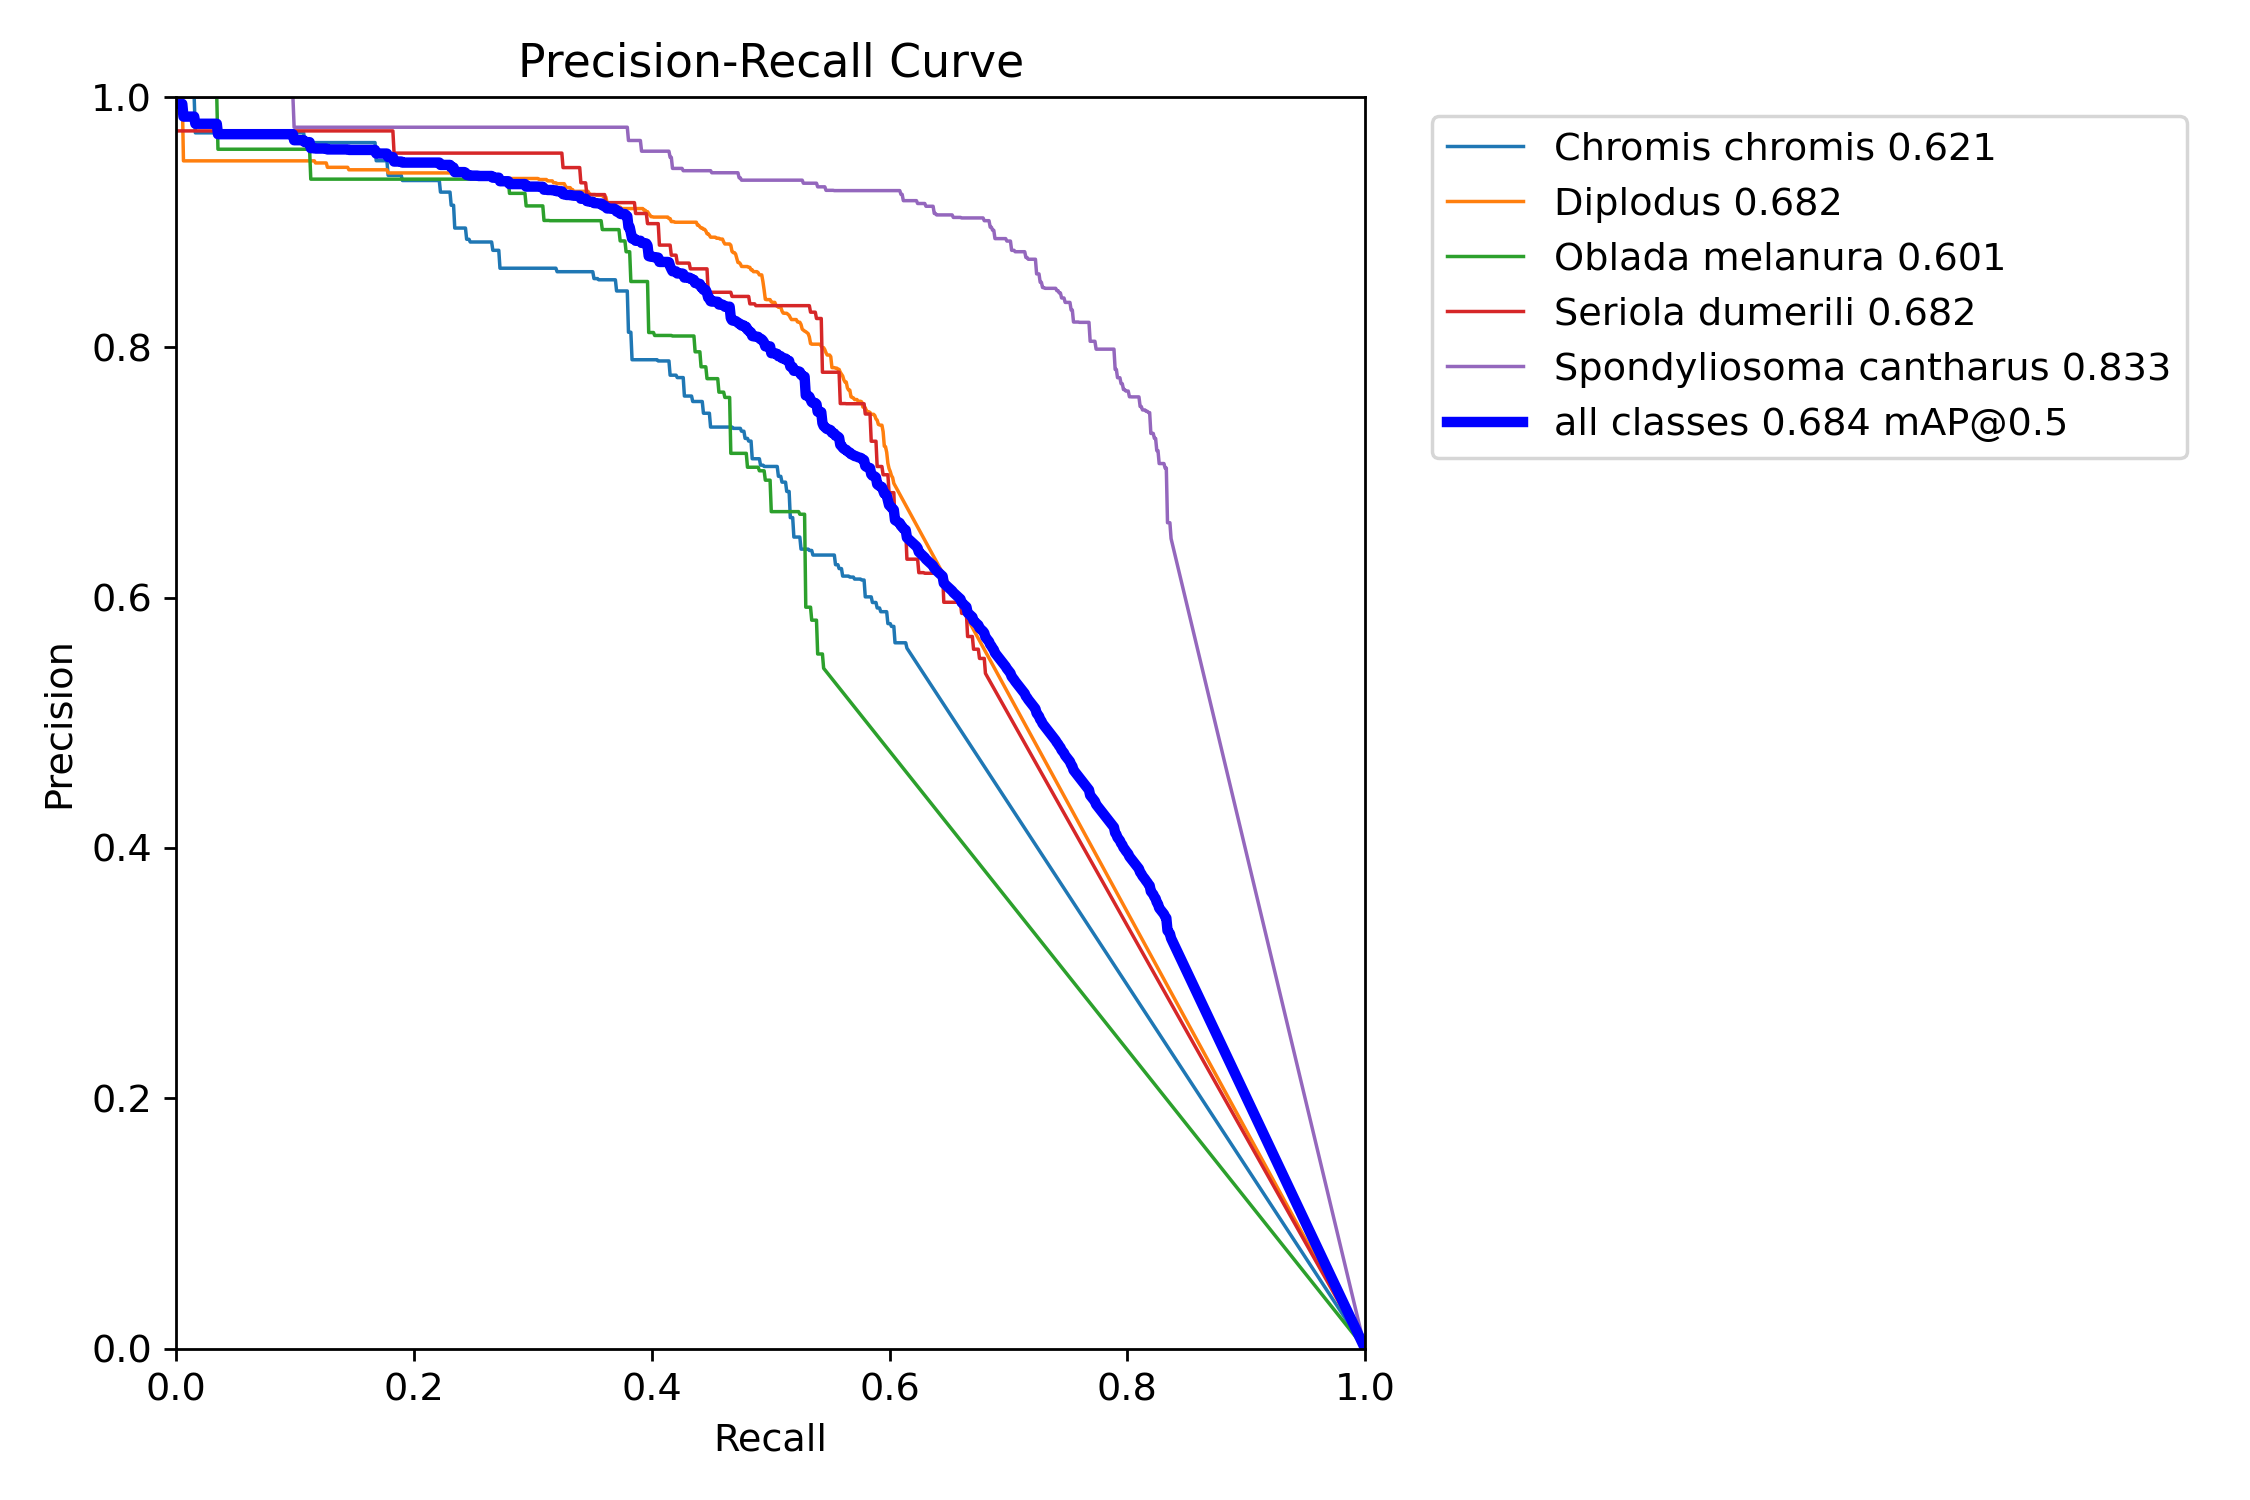 Precision-Recall Curve
1.0
0.8
0.6
0.4
0.2
0.0
Precision
0.0 0.2 0.4 0.6 0.8 1.0
Recall
Chromis chromis 0.621
Diplodus 0.682
Oblada melanura 0.601
Seriola dumerili 0.682
Spondyliosoma cantharus 0.833
all classes 0.684 mAP@0.5